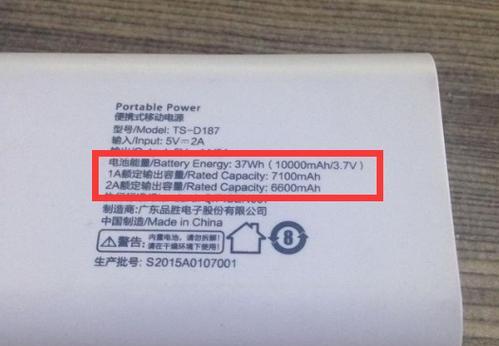 Portable Power
便携式移动电源
型号/Model: TS-D187
输入/Input: 5V⎓2A
电池能量/Battery Energy: 37Wh (10000mAh/3.7V)
1A额定输出容量/Rated Capacity: 7100mAh
2A额定输出容量/Rated Capacity: 6600mAh
制造商:广东品胜电子股份有限公司
中国制造/Made in China
警告: 内置电池,请勿拆解!
请在干燥环境下使用
8
生产批号: S2015A0107001